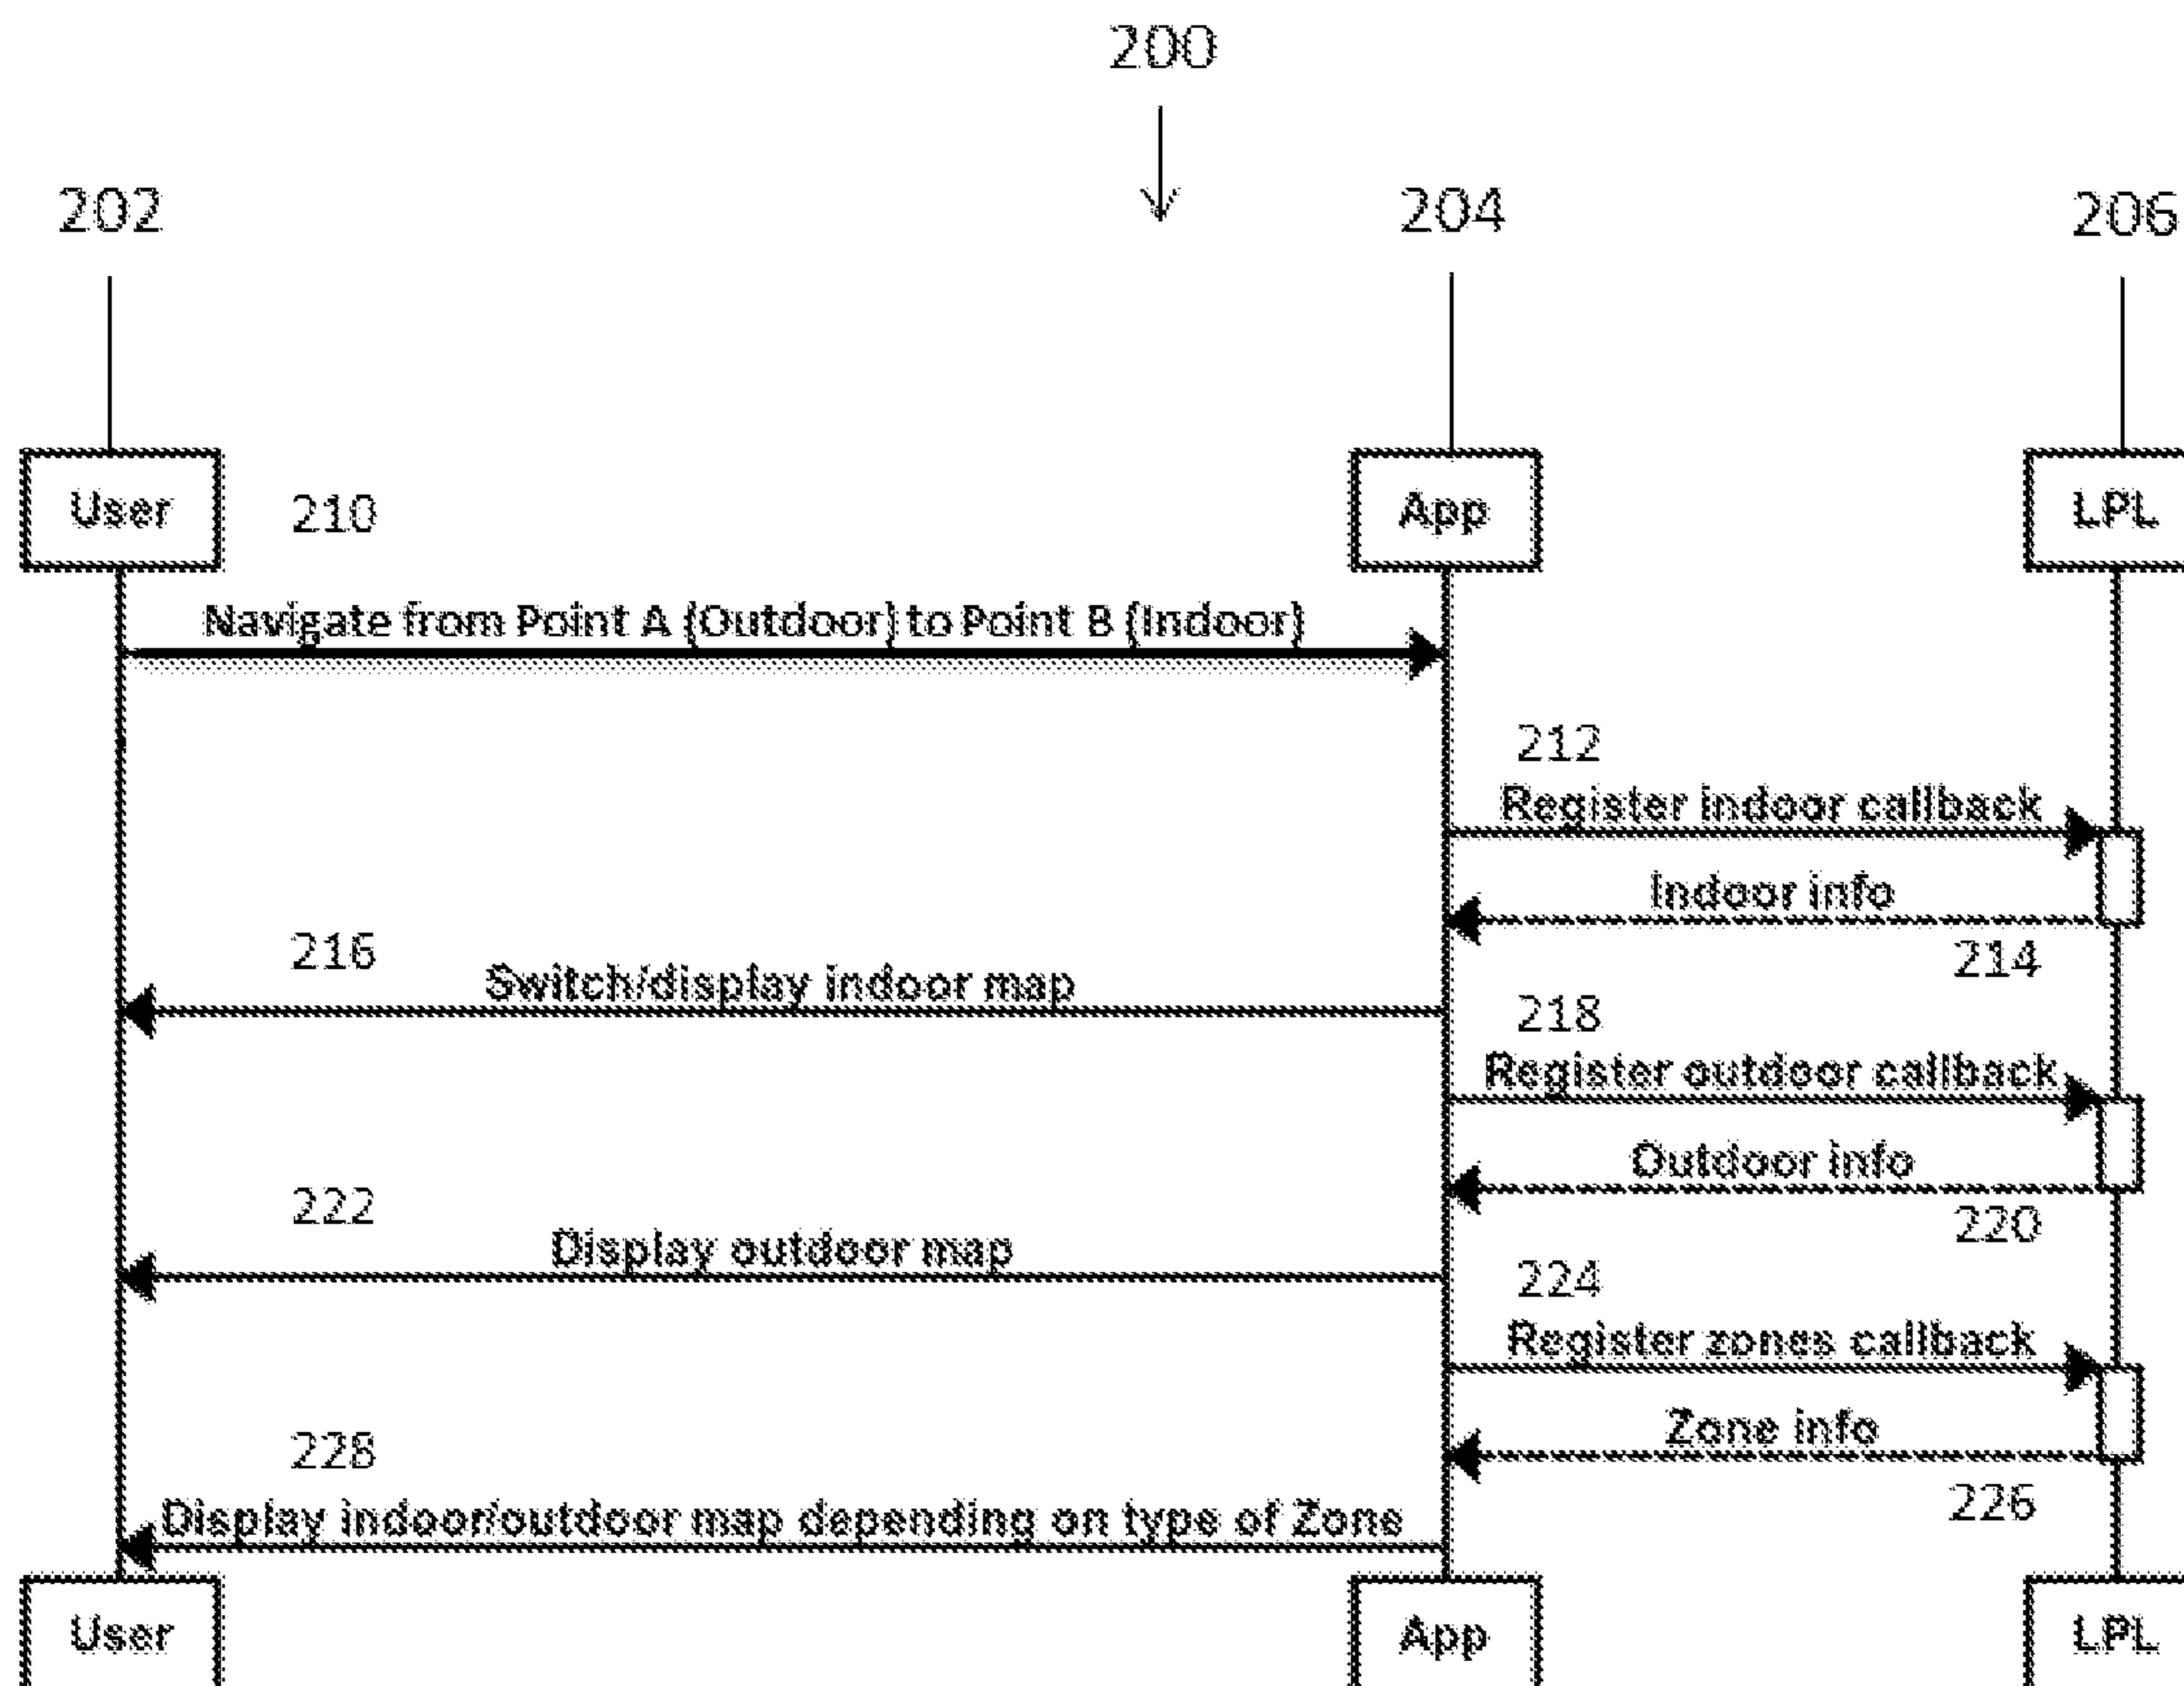 200
202
204
206
User
210
App
LPL
Navigate from Point A (Outdoor) to Point B (Indoor)
212
Register indoor callback
Indoor info
216
214
Switch/display indoor map
218
Register outdoor callback
Outdoor info
222
220
Display outdoor map
224
Register zones callback
Zone info
228
226
Display indoor/outdoor map depending on type of Zone
User
App
LPL